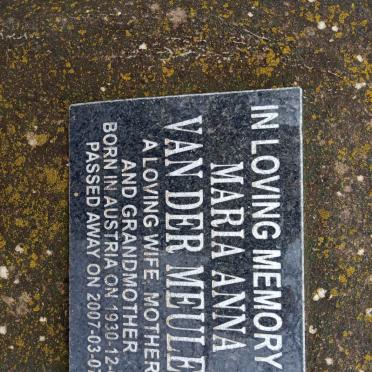 IN LOVING MEMORY
MARIA ANNA
VAN DER MEULE
A LOVING WIFE, MOTHER
AND GRANDMOTHER
BORN IN AUSTRIA ON 1930-12-
PASSED AWAY ON 2007-03-0